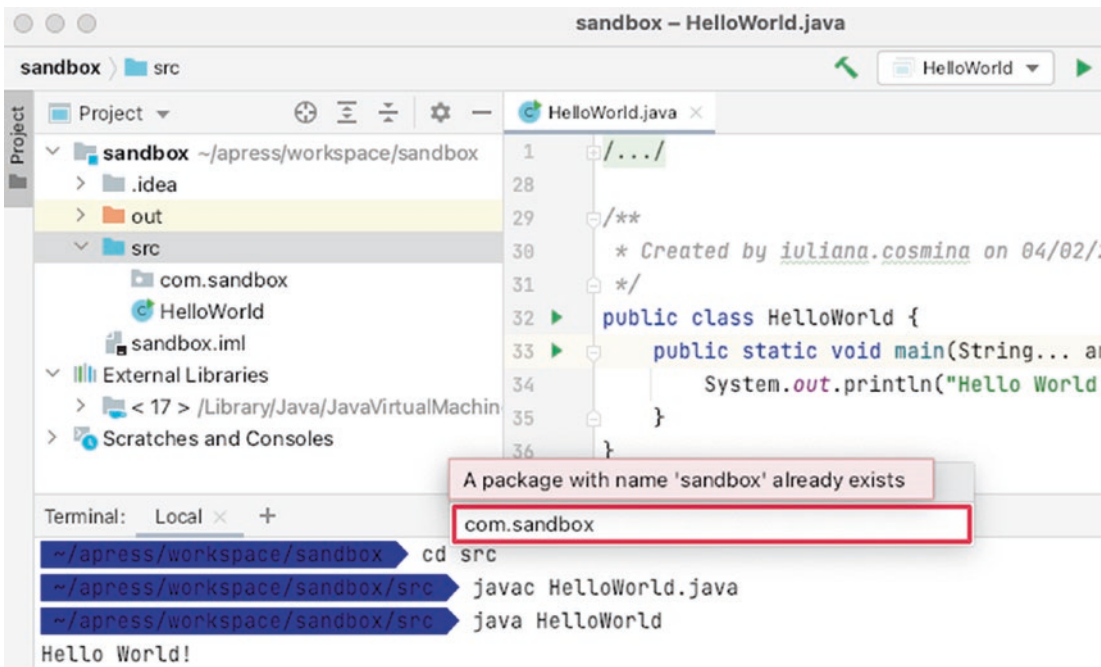 sandbox – HelloWorld.java
sandbox src
HelloWorld
Project
Project
sandbox ~/apress/workspace/sandbox
.idea
out
src
com.sandbox
HelloWorld
sandbox.iml
External Libraries
< 17 > /Library/Java/JavaVirtualMachin
Scratches and Consoles
HelloWorld.java
1 /.../
28
29 /**
30 * Created by iuliana.cosmina on 04/02/
31 */
32 public class HelloWorld {
33 public static void main(String... a
34 System.out.println("Hello World
35 }
36 }
A package with name 'sandbox' already exists
com.sandbox
Terminal: Local +
~/apress/workspace/sandbox cd src
~/apress/workspace/sandbox/src javac HelloWorld.java
~/apress/workspace/sandbox/src java HelloWorld
Hello World!